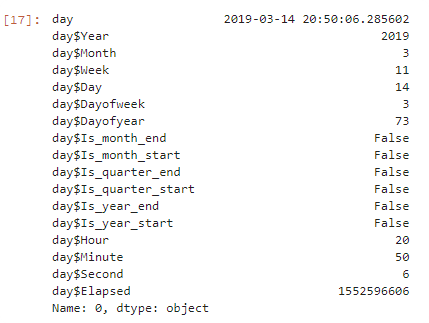 [17]: day 2019-03-14 20:50:06.285602
day$Year 2019
day$Month 3
day$Week 11
day$Day 14
day$Dayofweek 3
day$Dayofyear 73
day$Is_month_end False
day$Is_month_start False
day$Is_quarter_end False
day$Is_quarter_start False
day$Is_year_end False
day$Is_year_start False
day$Hour 20
day$Minute 50
day$Second 6
day$Elapsed 1552596606
Name: 0, dtype: object